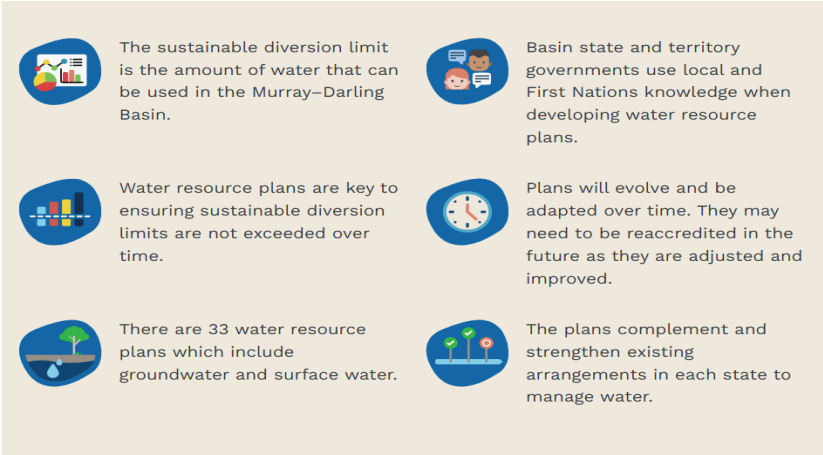 The sustainable diversion limit
is the amount of water that can
be used in the Murray–Darling
Basin.
Water resource plans are key to
ensuring sustainable diversion
limits are not exceeded over
time.
There are 33 water resource
plans which include
groundwater and surface water.
Basin state and territory
governments use local and
First Nations knowledge when
developing water resource
plans.
Plans will evolve and be
adapted over time. They may
need to be reaccredited in the
future as they are adjusted and
improved.
The plans complement and
strengthen existing
arrangements in each state to
manage water.